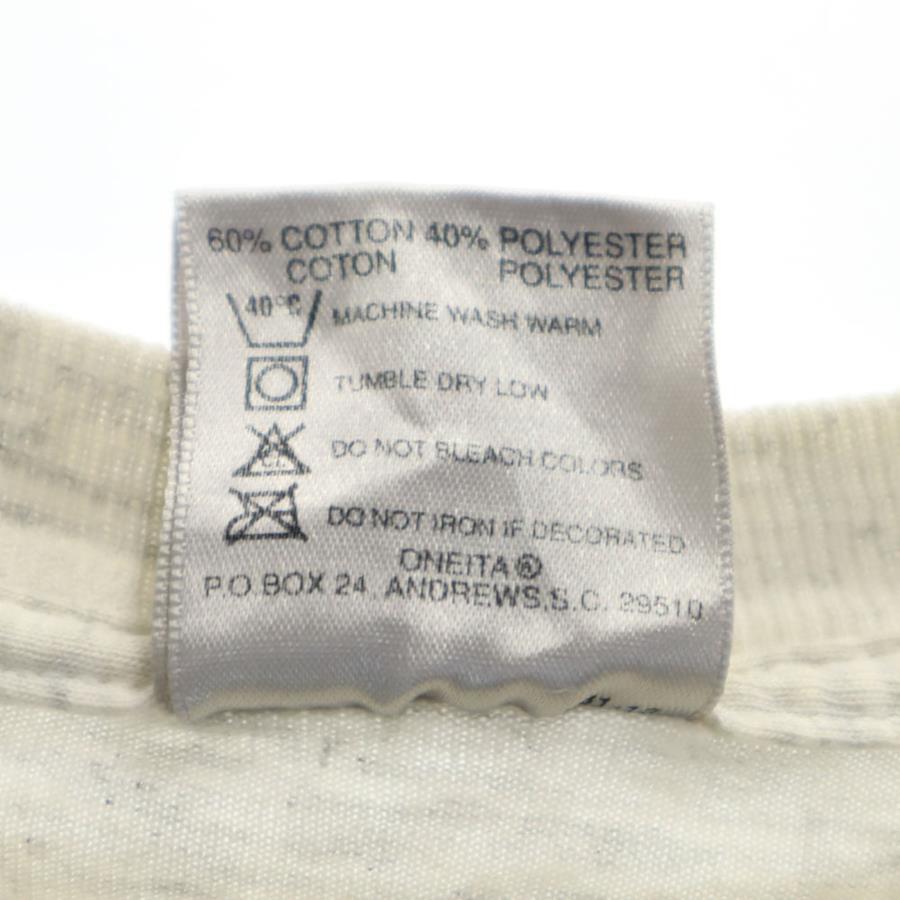 60% COTTON 40% POLYESTER
COTON POLYESTER
40°C MACHINE WASH WARM
TUMBLE DRY LOW
CL DO NOT BLEACH COLORS
DO NOT IRON IF DECORATED
ONEITA®
P.O.BOX 24, ANDREWS,S.C. 29510